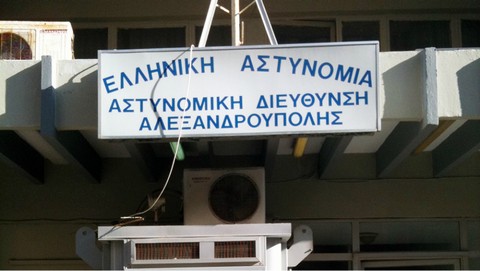 ΕΛΛΗΝΙΚΗ ΑΣΤΥΝΟΜΙΑ
ΑΣΤΥΝΟΜΙΚΗ ΔΙΕΥΘΥΝΣΗ
ΑΛΕΞΑΝΔΡΟΥΠΟΛΗΣ